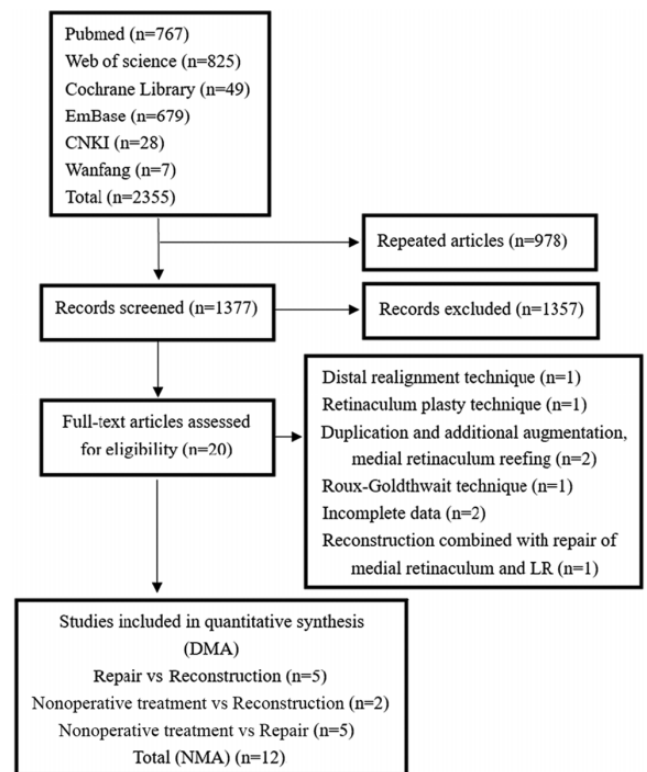 Pubmed (n=767)
Web of science (n=825)
Cochrane Library (n=49)
EmBase (n=679)
CNKI (n=28)
Wanfang (n=7)
Total (n=2355)
Repeated articles (n=978)
Records screened (n=1377)
Records excluded (n=1357)
Full-text articles assessed
for eligibility (n=20)
Distal realignment technique (n=1)
Retinaculum plasty technique (n=1)
Duplication and additional augmentation,
medial retinaculum reefing (n=2)
Roux-Goldthwait technique (n=1)
Incomplete data (n=2)
Reconstruction combined with repair of
medial retinaculum and LR (n=1)
Studies included in quantitative synthesis
(DMA)
Repair vs Reconstruction (n=5)
Nonoperative treatment vs Reconstruction (n=2)
Nonoperative treatment vs Repair (n=5)
Total (NMA) (n=12)